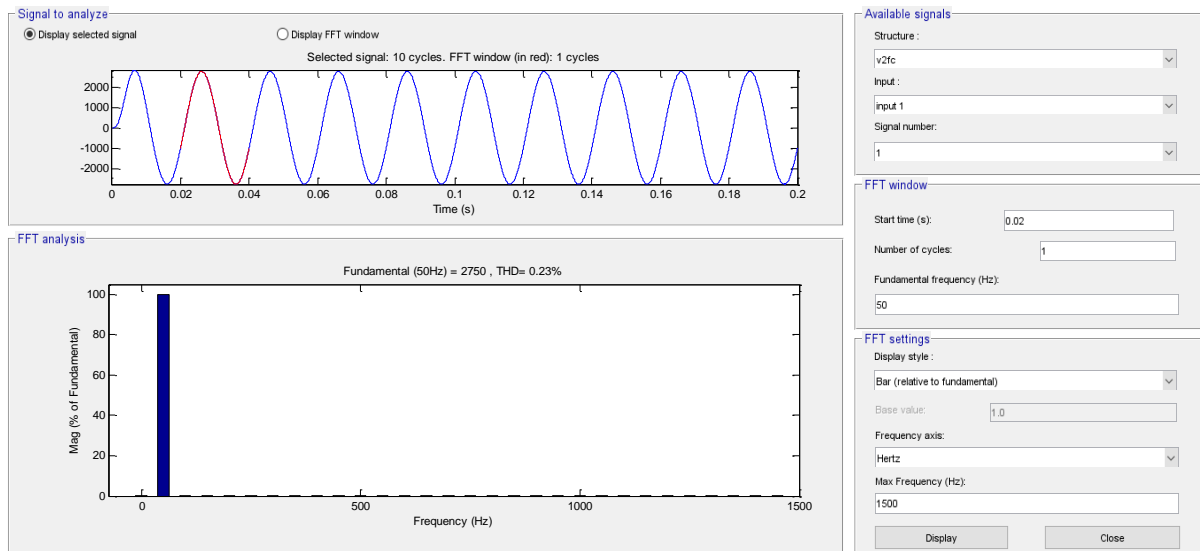 Signal to analyze
Display selected signal
Display FFT window
Selected signal: 10 cycles. FFT window (in red): 1 cycles
2000
1000
0
-1000
-2000
0 0.02 0.04 0.06 0.08 0.1 0.12 0.14 0.16 0.18 0.2
Time (s)
FFT analysis
Fundamental (50Hz) = 2750 , THD= 0.23%
100
80
60
40
20
0
Mag (% of Fundamental)
0 500 1000 1500
Frequency (Hz)
Available signals
Structure :
v2fc
Input :
input 1
Signal number:
1
FFT window
Start time (s):
0.02
Number of cycles:
1
Fundamental frequency (Hz):
50
FFT settings
Display style :
Bar (relative to fundamental)
Base value:
1.0
Frequency axis:
Hertz
Max Frequency (Hz):
1500
Display
Close